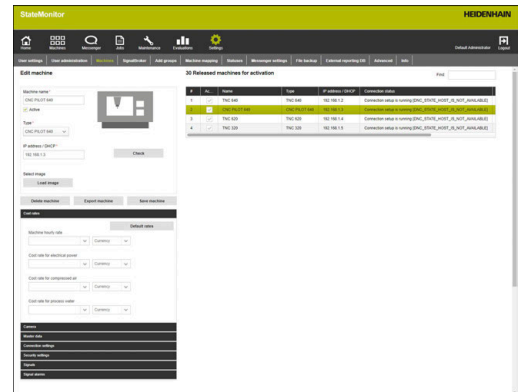 StateMonitor
HEIDENHAIN
Home Machines Messenger Jobs Maintenance Evaluations Settings
Default Administrator Logout
User settings User administration Machines SignalBroker Add groups Machine mapping Statuses Messenger settings File backup External reporting DB Advanced Info
Edit machine
30 Released machines for activation
Find
Machine name*
CNC PILOT 640
Active
Type*
CNC PILOT 640
IP address / DHCP*
192.168.1.3
Check
Select image
Load image
Delete machine Export machine Save machine
Cost rates
Default rates
Machine hourly rate
Currency
Cost rate for electrical power
Currency
Cost rate for compressed air
Currency
Cost rate for process water
Currency
Camera
Master data
Connection settings
Security settings
Signals
Signal alarms
# Ac... Name Type IP address / DHCP Connection status
1 TNC 640 TNC 640 192.168.1.2 Connection setup is running [DNC_STATE_HOST_IS_NOT_AVAILABLE]
2 CNC PILOT 640 CNC PILOT 640 192.168.1.3 Connection setup is running [DNC_STATE_HOST_IS_NOT_AVAILABLE]
3 TNC 620 TNC 620 192.168.1.4 Connection setup is running [DNC_STATE_HOST_IS_NOT_AVAILABLE]
4 TNC 320 TNC 320 192.168.1.5 Connection setup is running [DNC_STATE_HOST_IS_NOT_AVAILABLE]